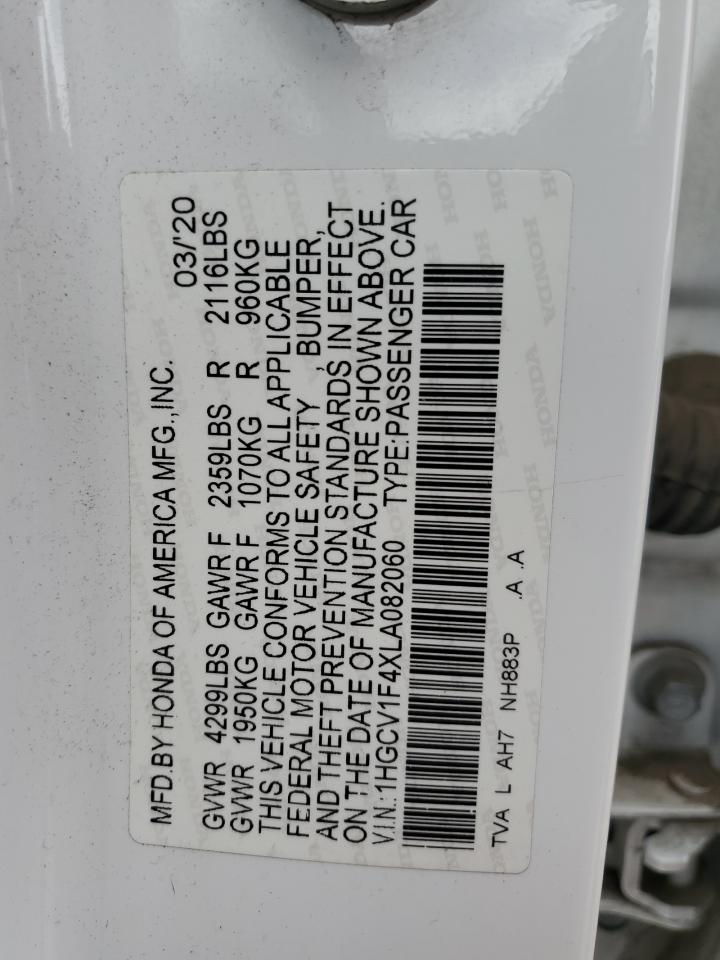 MFD.BY HONDA OF AMERICA MFG.,INC. 03/'20
GVWR 4299LBS GAWR F 2359LBS R 2116LBS
GVWR 1950KG GAWR F 1070KG R 960KG
THIS VEHICLE CONFORMS TO ALL APPLICABLE
FEDERAL MOTOR VEHICLE SAFETY , BUMPER,
AND THEFT PREVENTION STANDARDS IN EFFECT
ON THE DATE OF MANUFACTURE SHOWN ABOVE.
V.I.N.:1HGCV1F4XLA082060 TYPE:PASSENGER CAR
TVA L AH7 NH883P .A .A